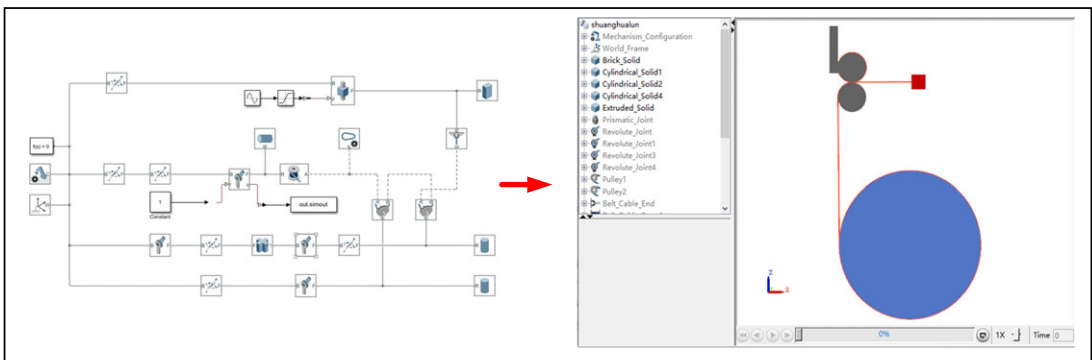 f(x) = 0
1
Constant
out.simout
shuanghualun
Mechanism_Configuration
World_Frame
Brick_Solid
Cylindrical_Solid1
Cylindrical_Solid2
Cylindrical_Solid4
Extruded_Solid
Prismatic_Joint
Revolute_Joint
Revolute_Joint1
Revolute_Joint3
Revolute_Joint4
Pulley1
Pulley2
Belt_Cable_End
Z
X
0%
1X
Time 0